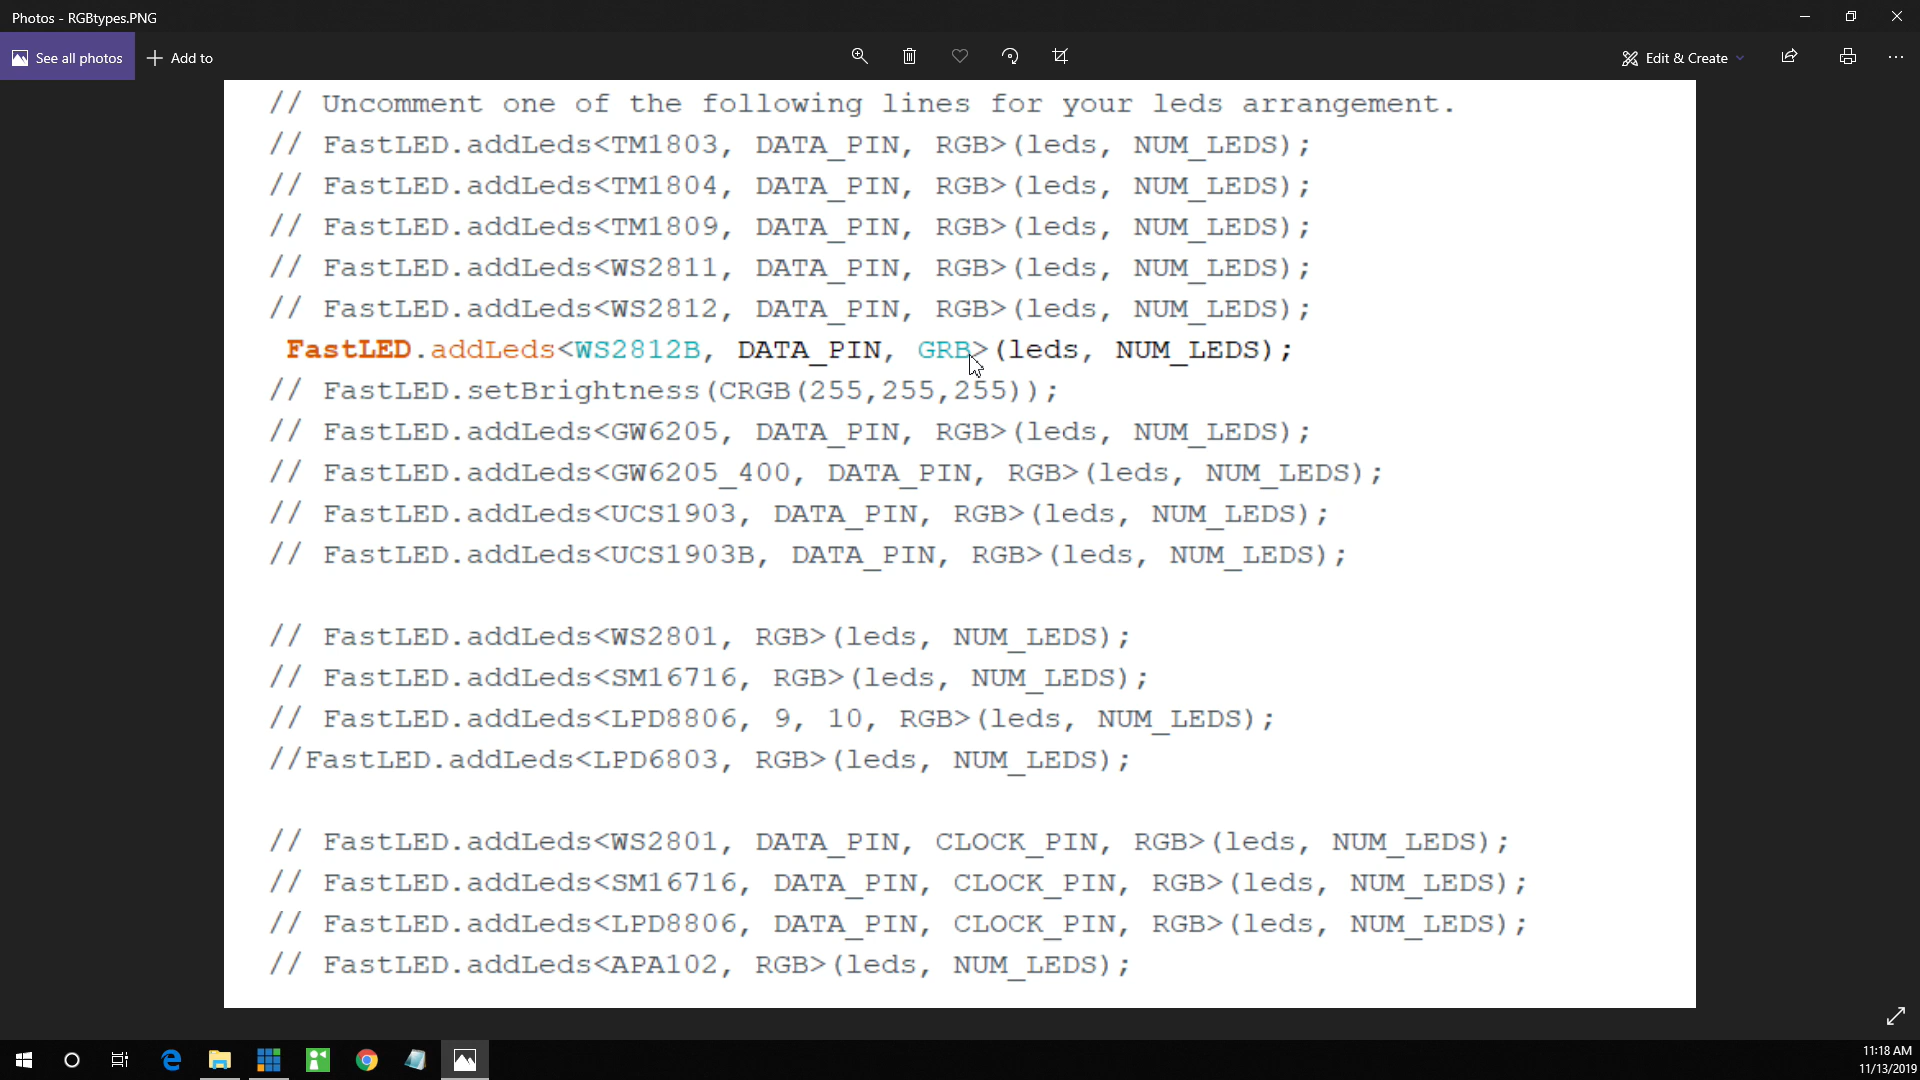 Photos - RGBtypes.PNG
See all photos
Add to
Edit & Create
// Uncomment one of the following lines for your leds arrangement.
// FastLED.addLeds<TM1803, DATA_PIN, RGB>(leds, NUM_LEDS);
// FastLED.addLeds<TM1804, DATA_PIN, RGB>(leds, NUM_LEDS);
// FastLED.addLeds<TM1809, DATA_PIN, RGB>(leds, NUM_LEDS);
// FastLED.addLeds<WS2811, DATA_PIN, RGB>(leds, NUM_LEDS);
// FastLED.addLeds<WS2812, DATA_PIN, RGB>(leds, NUM_LEDS);
FastLED.addLeds<WS2812B, DATA_PIN, GRB>(leds, NUM_LEDS);
// FastLED.setBrightness(CRGB(255,255,255));
// FastLED.addLeds<GW6205, DATA_PIN, RGB>(leds, NUM_LEDS);
// FastLED.addLeds<GW6205_400, DATA_PIN, RGB>(leds, NUM_LEDS);
// FastLED.addLeds<UCS1903, DATA_PIN, RGB>(leds, NUM_LEDS);
// FastLED.addLeds<UCS1903B, DATA_PIN, RGB>(leds, NUM_LEDS);
// FastLED.addLeds<WS2801, RGB>(leds, NUM_LEDS);
// FastLED.addLeds<SM16716, RGB>(leds, NUM_LEDS);
// FastLED.addLeds<LPD8806, 9, 10, RGB>(leds, NUM_LEDS);
//FastLED.addLeds<LPD6803, RGB>(leds, NUM_LEDS);
// FastLED.addLeds<WS2801, DATA_PIN, CLOCK_PIN, RGB>(leds, NUM_LEDS);
// FastLED.addLeds<SM16716, DATA_PIN, CLOCK_PIN, RGB>(leds, NUM_LEDS);
// FastLED.addLeds<LPD8806, DATA_PIN, CLOCK_PIN, RGB>(leds, NUM_LEDS);
// FastLED.addLeds<APA102, RGB>(leds, NUM_LEDS);
11:18 AM
11/13/2019